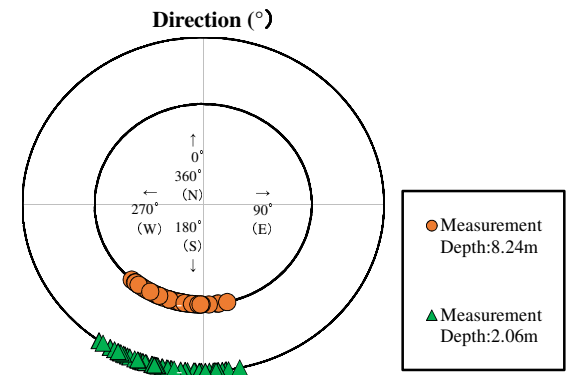 Direction (°)
↑
0°
360°
(N)
← →
270° 90°
(W) 180° (E)
(S)
↓
Measurement
Depth:8.24m
Measurement
Depth:2.06m